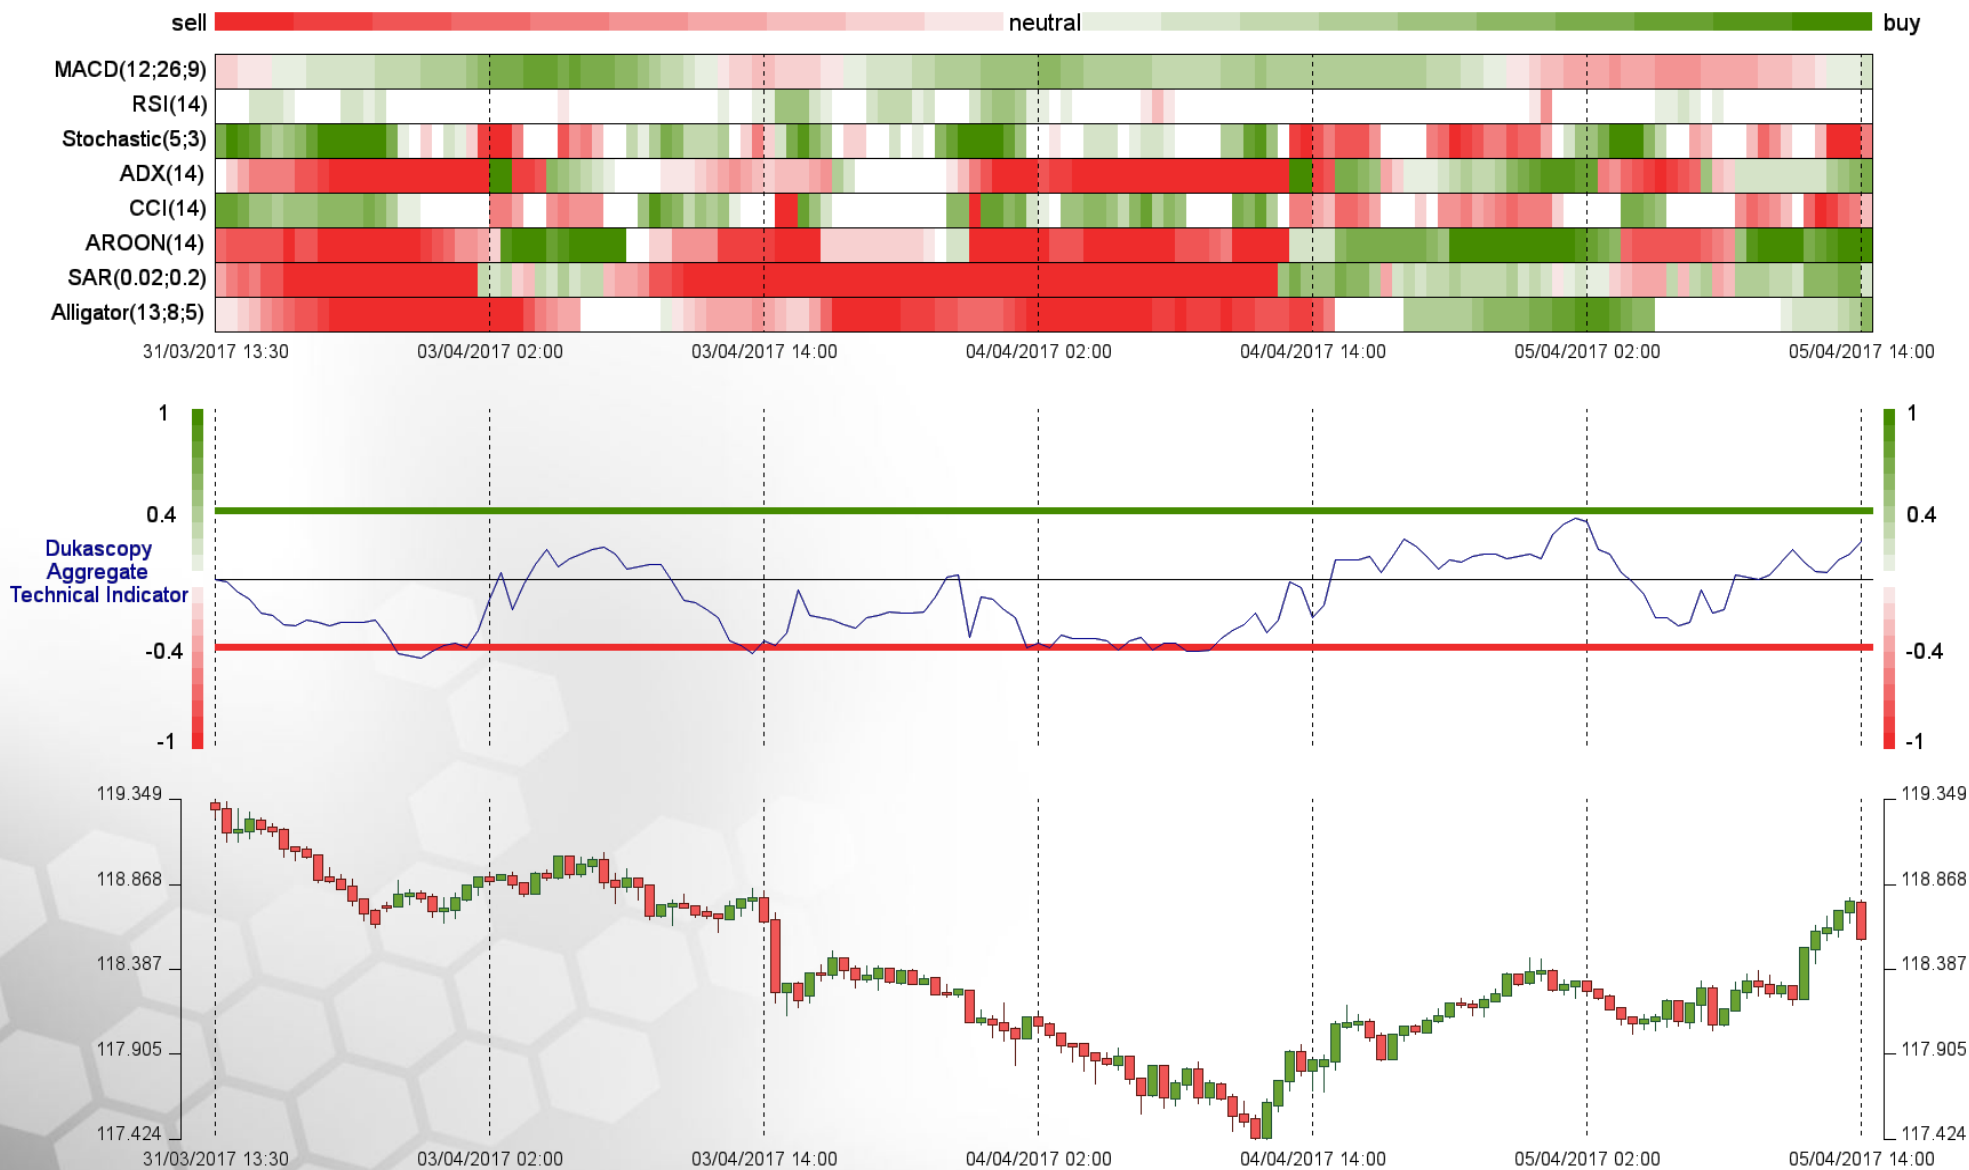 sell neutral buy
MACD(12;26;9)
RSI(14)
Stochastic(5;3)
ADX(14)
CCI(14)
AROON(14)
SAR(0.02;0.2)
Alligator(13;8;5)
31/03/2017 13:30 03/04/2017 02:00 03/04/2017 14:00 04/04/2017 02:00 04/04/2017 14:00 05/04/2017 02:00 05/04/2017 14:00
1 1
0.4 0.4
Dukascopy
Aggregate
Technical Indicator
-0.4 -0.4
-1 -1
119.349 119.349
118.868 118.868
118.387 118.387
117.905 117.905
117.424 117.424
31/03/2017 13:30 03/04/2017 02:00 03/04/2017 14:00 04/04/2017 02:00 04/04/2017 14:00 05/04/2017 02:00 05/04/2017 14:00